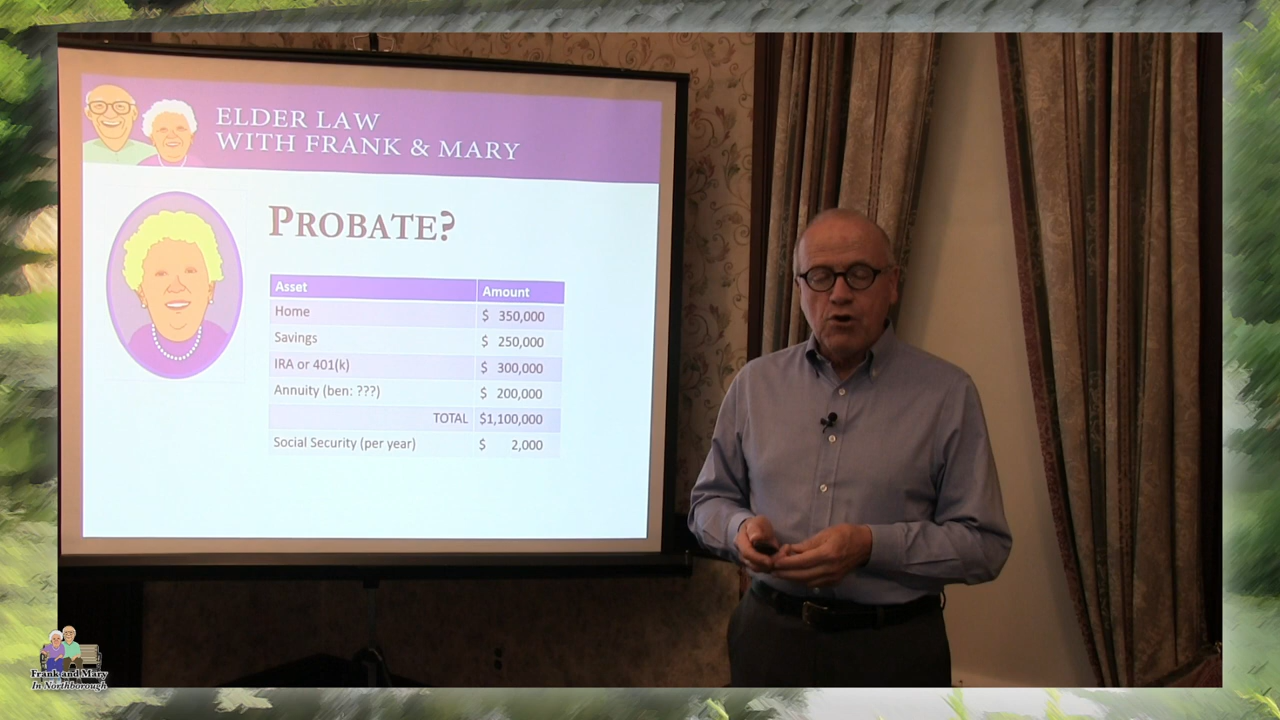 ELDER LAW
WITH FRANK & MARY
PROBATE?
Asset Amount
Home $ 350,000
Savings $ 250,000
IRA or 401(k) $ 300,000
Annuity (ben: ???) $ 200,000
TOTAL $1,100,000
Social Security (per year) $ 2,000
Frank and Mary
In Northborough